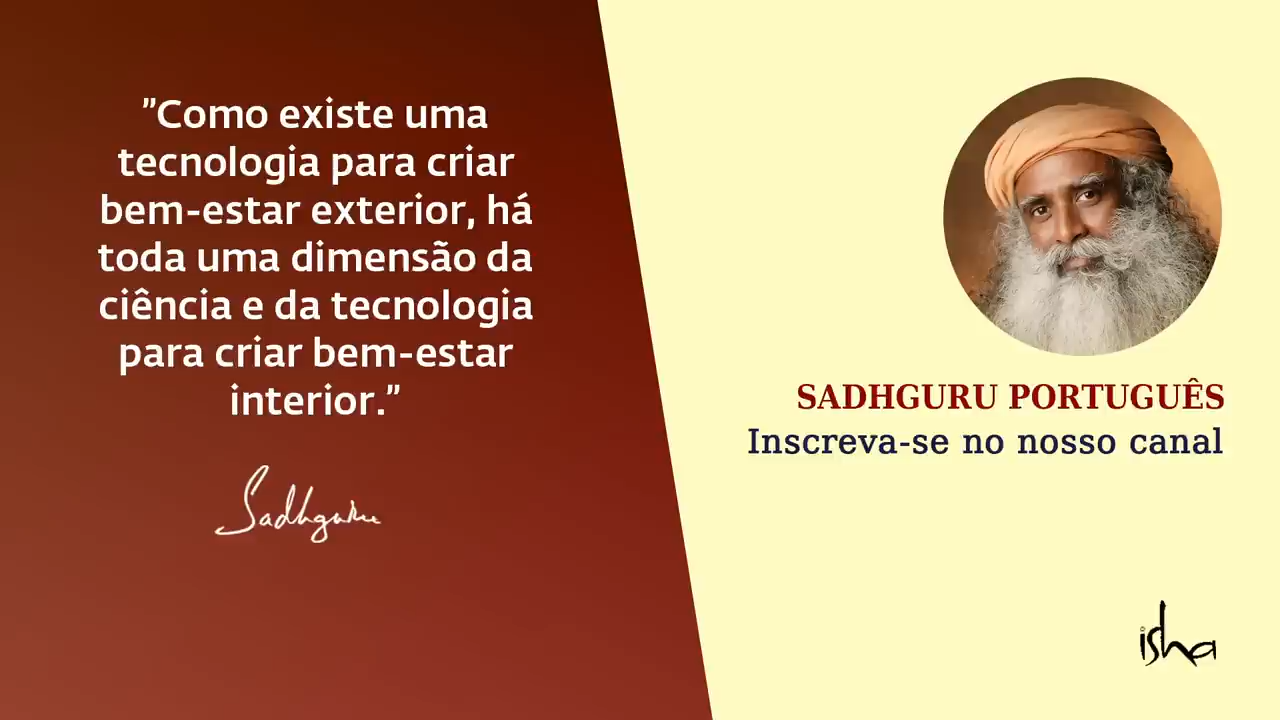 "Como existe uma
tecnologia para criar
bem-estar exterior, há
toda uma dimensão da
ciência e da tecnologia
para criar bem-estar
interior."
Sadhguru
SADHGURU PORTUGUÊS
Inscreva-se no nosso canal
isha